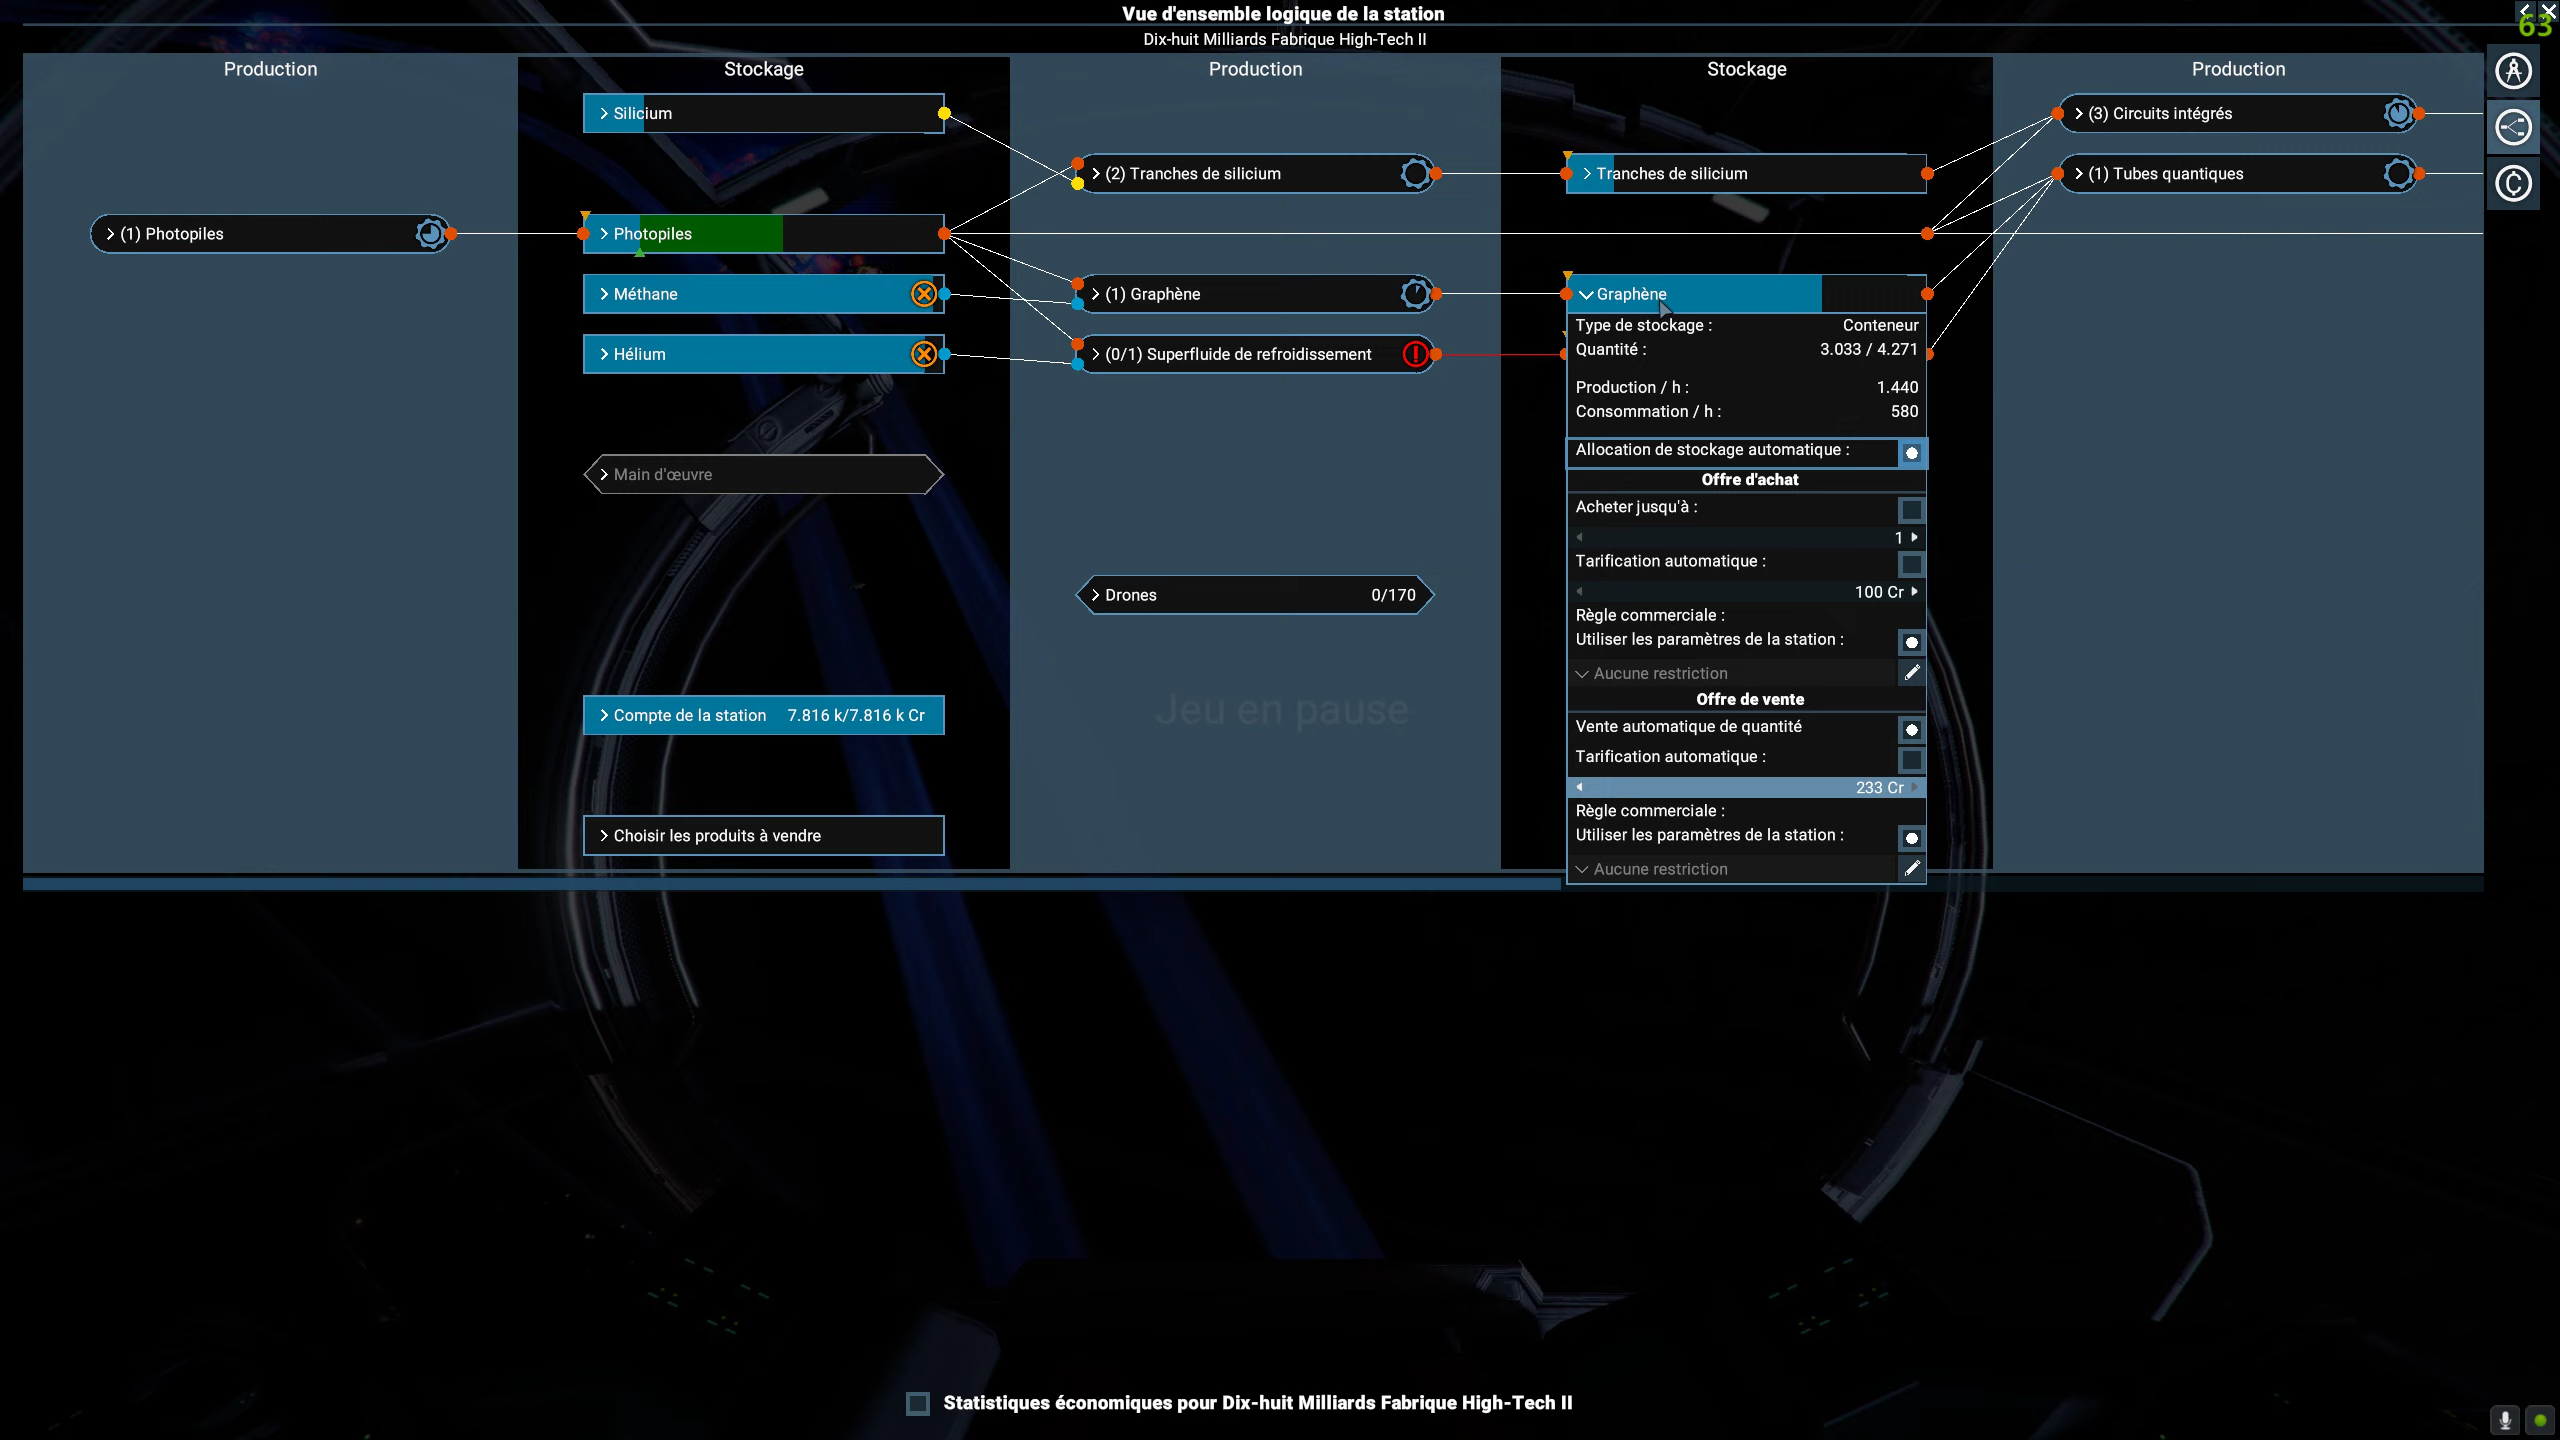 Vue d'ensemble logique de la station
63
Dix-huit Milliards Fabrique High-Tech II
Production
Stockage
Production
Stockage
Production
Silicium
(3) Circuits intégrés
(2) Tranches de silicium
Tranches de silicium
(1) Tubes quantiques
(1) Photopiles
Photopiles
Méthane
(1) Graphène
Graphène
Hélium
(0/1) Superfluide de refroidissement
Type de stockage : Conteneur
Quantité : 3.033 / 4.271
Production / h : 1.440
Consommation / h : 580
Allocation de stockage automatique :
Main d'œuvre
Offre d'achat
Acheter jusqu'à :
1
Tarification automatique :
100 Cr
Drones 0/170
Règle commerciale :
Utiliser les paramètres de la station :
Aucune restriction
Offre de vente
Jeu en pause
Compte de la station 7.816 k/7.816 k Cr
Vente automatique de quantité
Tarification automatique :
233 Cr
Règle commerciale :
Choisir les produits à vendre
Utiliser les paramètres de la station :
Aucune restriction
Statistiques économiques pour Dix-huit Milliards Fabrique High-Tech II